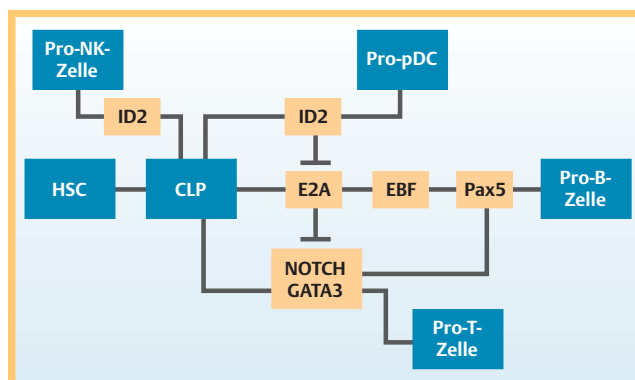 Pro-NK-
Zelle
Pro-pDC
ID2
ID2
HSC
CLP
E2A
EBF
Pax5
Pro-B-
Zelle
NOTCH
GATA3
Pro-T-
Zelle